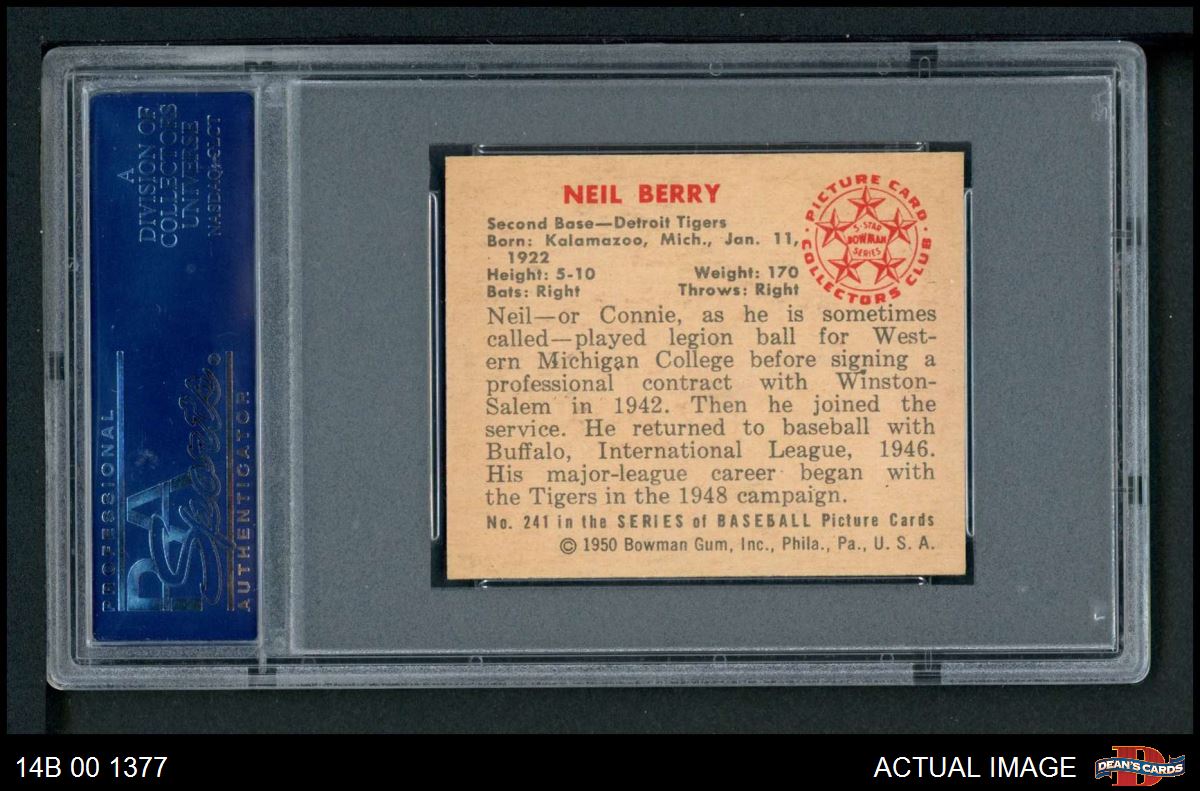 A
DIVISION OF
COLLECTORS
UNIVERSE
NASDAQ: CLCT
PROFESSIONAL
PSA
Sports
AUTHENTICATOR
NEIL BERRY
Second Base—Detroit Tigers
Born: Kalamazoo, Mich., Jan. 11,
1922
Height: 5-10 Weight: 170
Bats: Right Throws: Right
PICTURE CARD
COLLECTORS CLUB
5-STAR
BOWMAN
SERIES
Neil—or Connie, as he is sometimes
called—played legion ball for West-
ern Michigan College before signing a
professional contract with Winston-
Salem in 1942. Then he joined the
service. He returned to baseball with
Buffalo, International League, 1946.
His major-league career began with
the Tigers in the 1948 campaign.
No. 241 in the SERIES of BASEBALL Picture Cards
© 1950 Bowman Gum, Inc., Phila., Pa., U. S. A.
14B 00 1377
ACTUAL IMAGE
D
DEAN'S CARDS